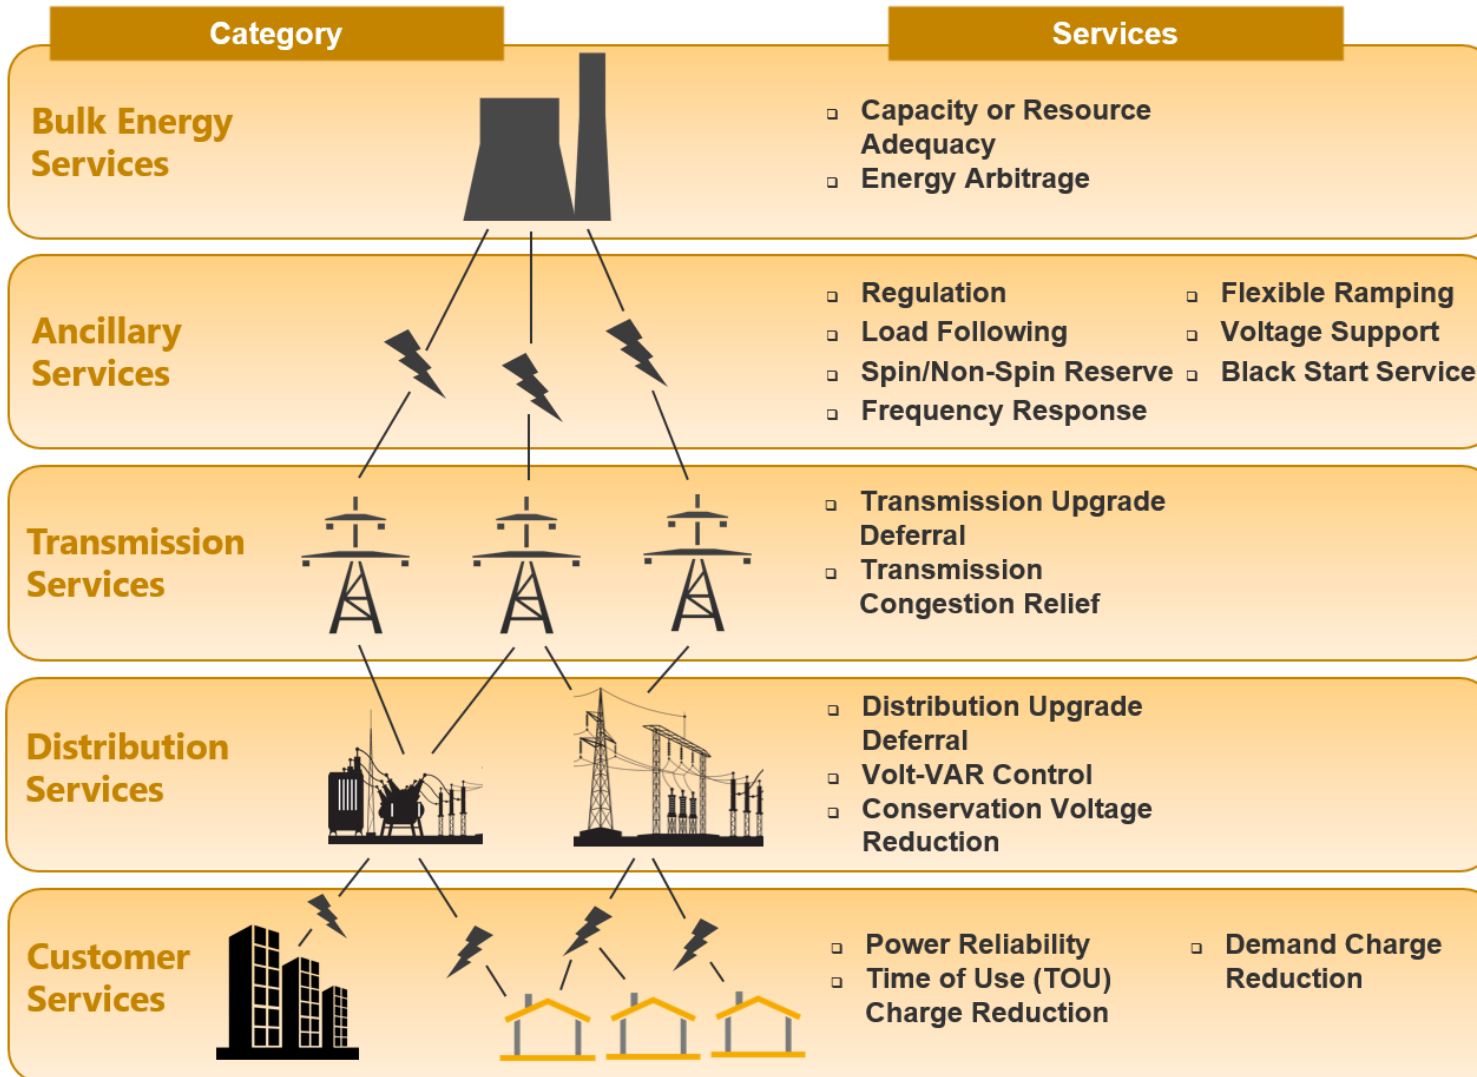 Category
Services
Bulk Energy
Services
Capacity or Resource
Adequacy
Energy Arbitrage
Ancillary
Services
Regulation
Load Following
Spin/Non-Spin Reserve
Frequency Response
Flexible Ramping
Voltage Support
Black Start Service
Transmission
Services
Transmission Upgrade
Deferral
Transmission
Congestion Relief
Distribution
Services
Distribution Upgrade
Deferral
Volt-VAR Control
Conservation Voltage
Reduction
Customer
Services
Power Reliability
Time of Use (TOU)
Charge Reduction
Demand Charge
Reduction